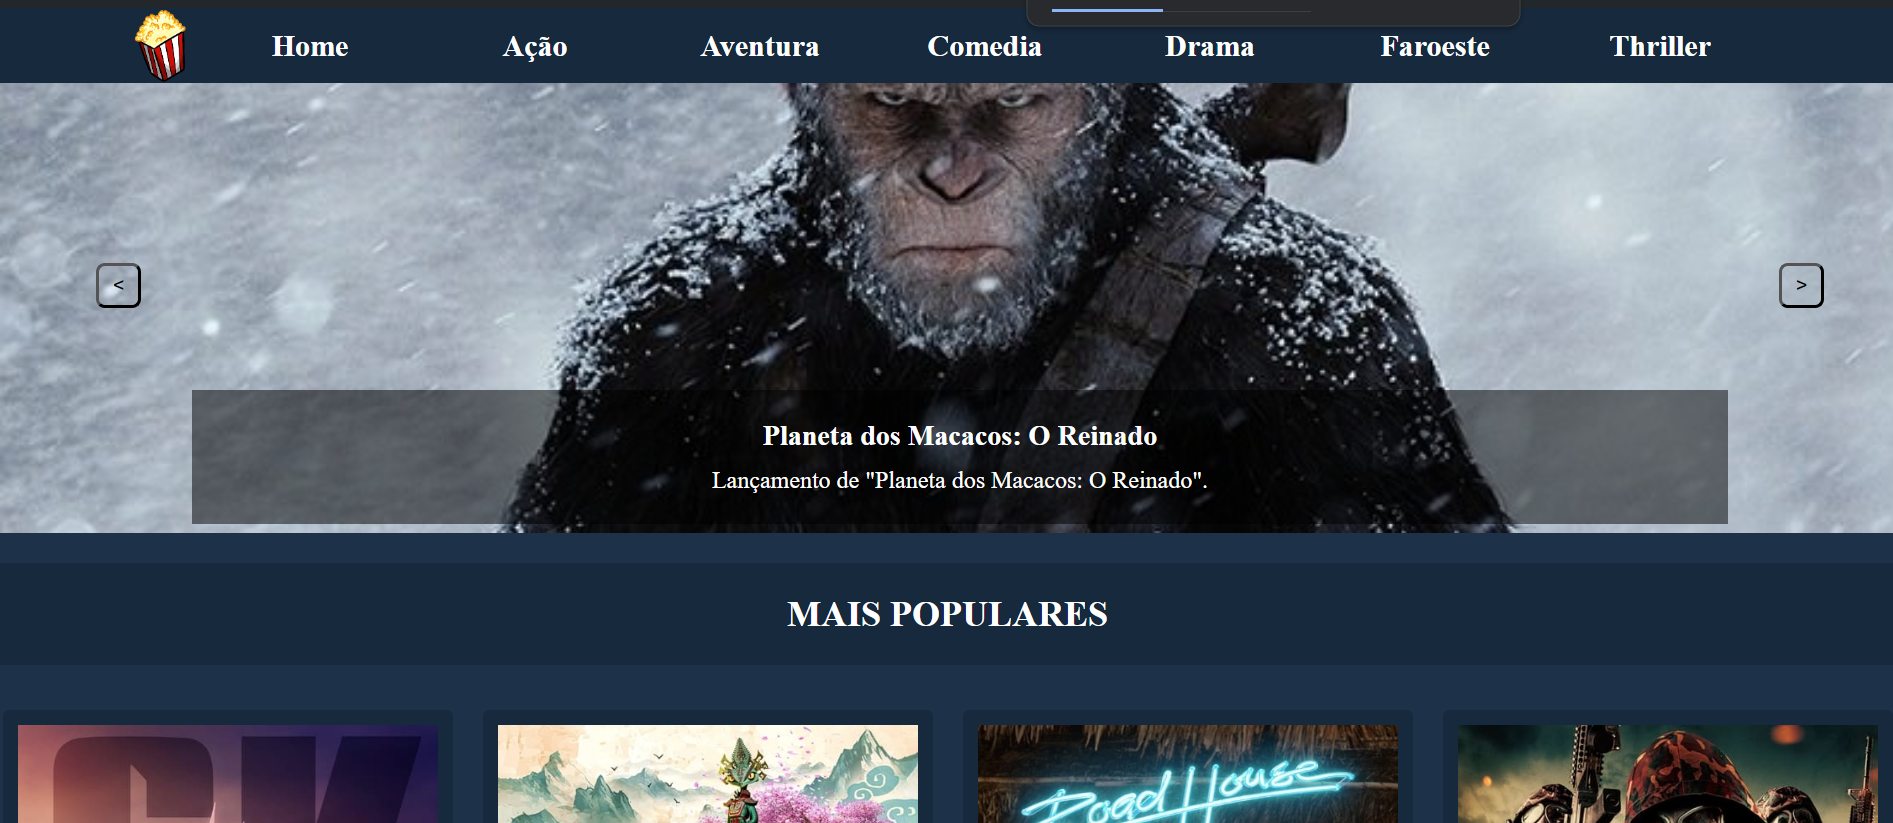 Home Ação Aventura Comedia Drama Faroeste Thriller
< >
Planeta dos Macacos: O Reinado
Lançamento de "Planeta dos Macacos: O Reinado".
MAIS POPULARES
GK
Road House